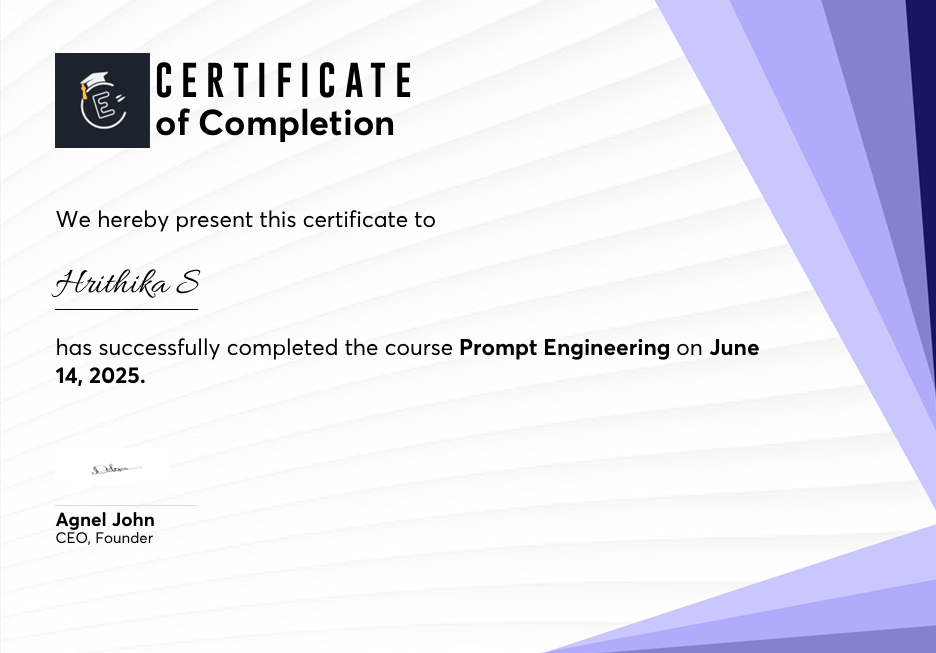 CERTIFICATE
of Completion
We hereby present this certificate to
Hrithika S
has successfully completed the course Prompt Engineering on June
14, 2025.
Agnel John
CEO, Founder